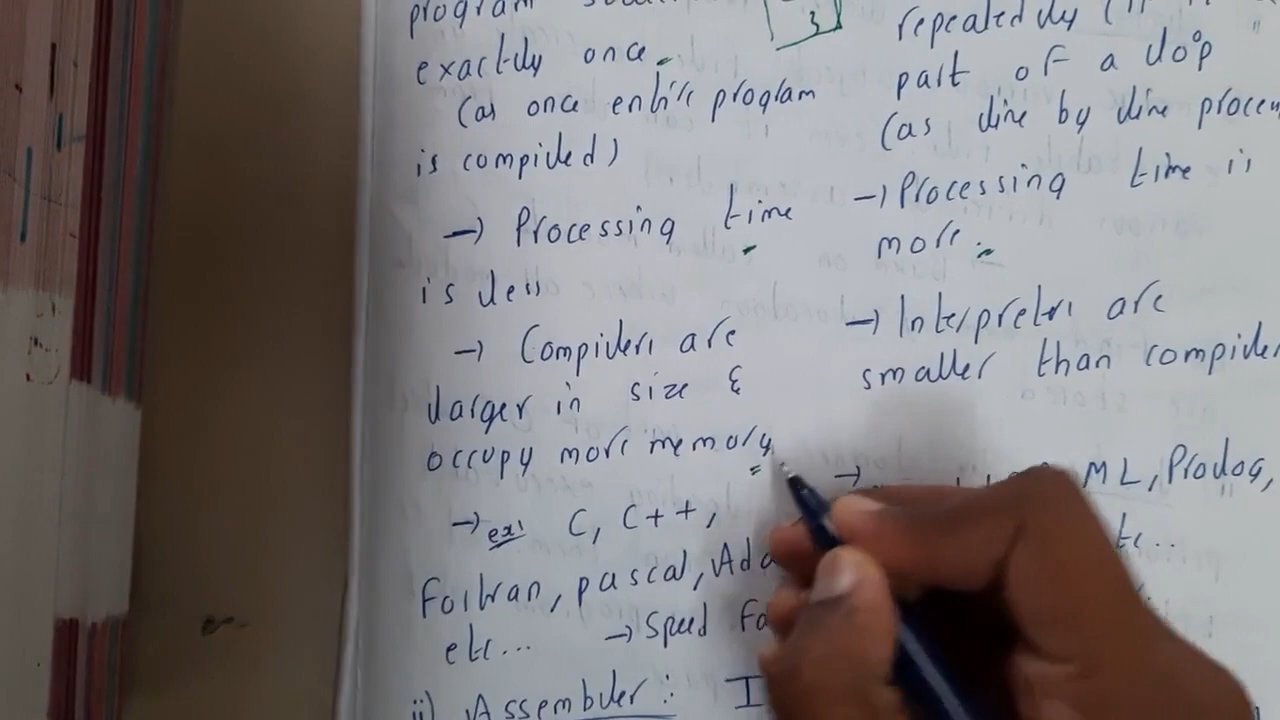 program
exactly once.
(as once entire program
is compiled)
→ Processing time
is less
→ Compilers are
larger in size &
occupy more memory
→ ex: C, C++,
Fortran, pascal, Ada
etc... → Speed
ii) Assembler: I
3
repeatedly (
part of a loop
(as line by line
→ Processing time is
more.
→ Interpreters are
smaller than
→ ML, Prolog,